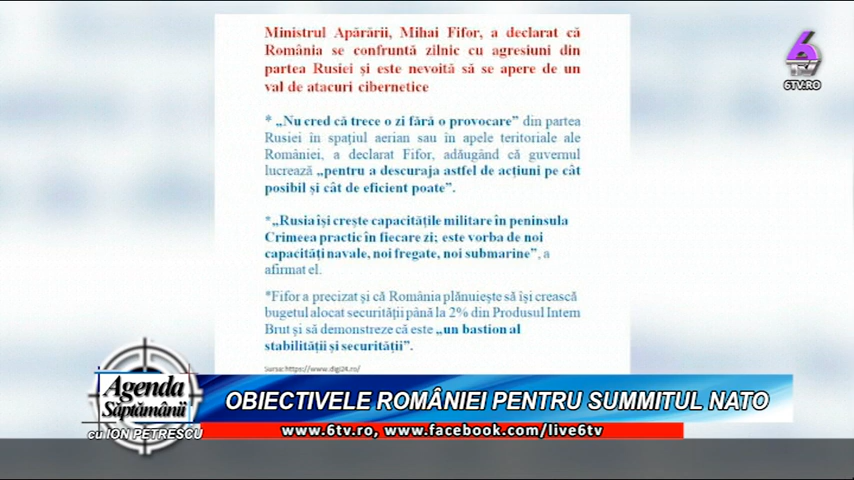 Ministrul Apărării, Mihai Fifor, a declarat că
România se confruntă zilnic cu agresiuni din
partea Rusiei și este nevoită să se apere de un
val de atacuri cibernetice
* „Nu cred că trece o zi fără o provocare” din partea
Rusiei în spațiul aerian sau în apele teritoriale ale
României, a declarat Fifor, adăugând că guvernul
lucrează „pentru a descuraja astfel de acțiuni pe cât
posibil și cât de eficient poate”.
*„Rusia își crește capacitățile militare în peninsula
Crimeea practic în fiecare zi; este vorba de noi
capacități navale, noi fregate, noi submarine”, a
afirmat el.
*Fifor a precizat și că România plănuiește să își crească
bugetul alocat securității până la 2% din Produsul Intern
Brut și să demonstreze că este „un bastion al
stabilității și securității”.
Sursa: https://www.digi24.ro/
6
TV
6TV.RO
Agenda
Săptămânii
cu ION PETRESCU
OBIECTIVELE ROMÂNIEI PENTRU SUMMITUL NATO
www.6tv.ro, www.facebook.com/live6tv